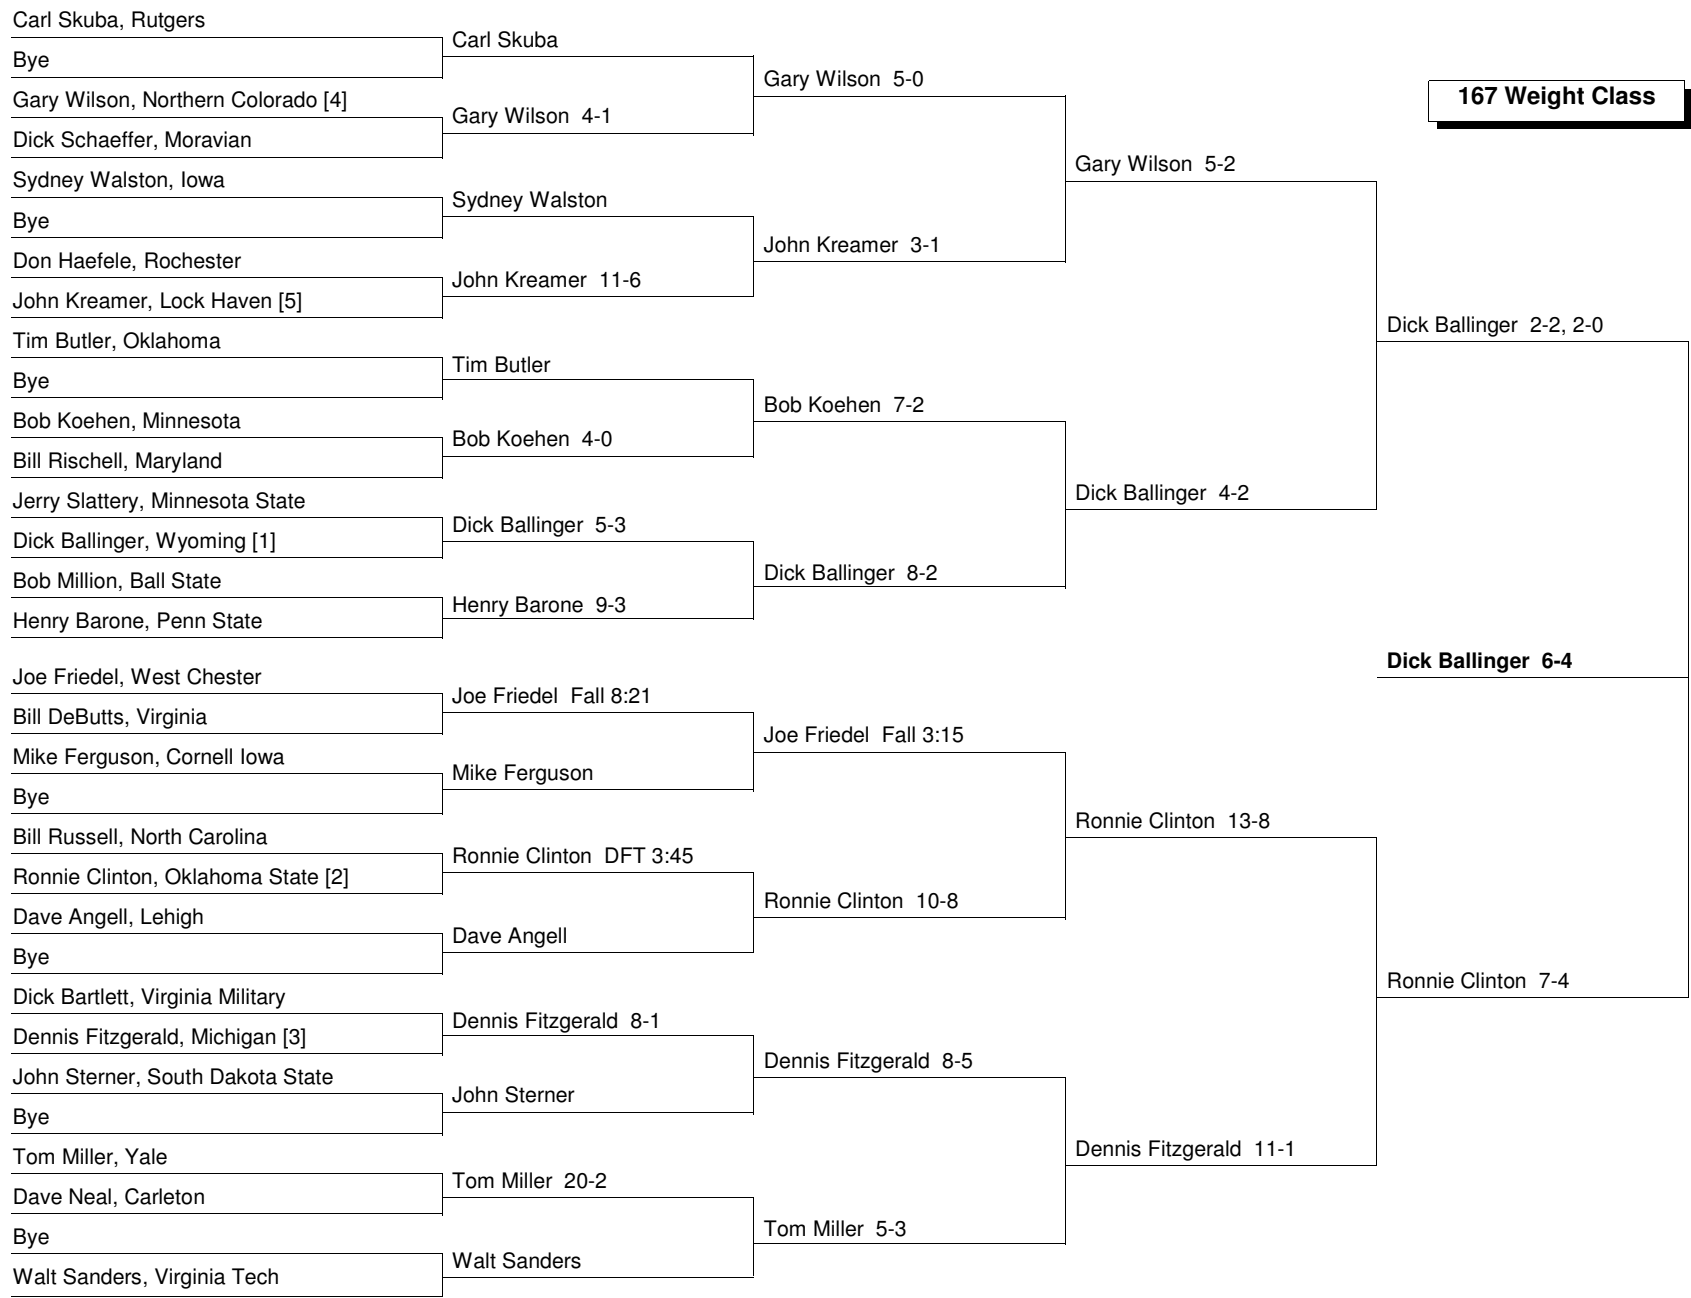 167 Weight Class
Carl Skuba, Rutgers
Bye
Gary Wilson, Northern Colorado [4]
Dick Schaeffer, Moravian
Sydney Walston, Iowa
Bye
Don Haefele, Rochester
John Kreamer, Lock Haven [5]
Tim Butler, Oklahoma
Bye
Bob Koehen, Minnesota
Bill Rischell, Maryland
Jerry Slattery, Minnesota State
Dick Ballinger, Wyoming [1]
Bob Million, Ball State
Henry Barone, Penn State
Joe Friedel, West Chester
Bill DeButts, Virginia
Mike Ferguson, Cornell Iowa
Bye
Bill Russell, North Carolina
Ronnie Clinton, Oklahoma State [2]
Dave Angell, Lehigh
Bye
Dick Bartlett, Virginia Military
Dennis Fitzgerald, Michigan [3]
John Sterner, South Dakota State
Bye
Tom Miller, Yale
Dave Neal, Carleton
Bye
Walt Sanders, Virginia Tech
Carl Skuba
Gary Wilson 4-1
Sydney Walston
John Kreamer 11-6
Tim Butler
Bob Koehen 4-0
Dick Ballinger 5-3
Henry Barone 9-3
Joe Friedel Fall 8:21
Mike Ferguson
Ronnie Clinton DFT 3:45
Dave Angell
Dennis Fitzgerald 8-1
John Sterner
Tom Miller 20-2
Walt Sanders
Gary Wilson 5-0
John Kreamer 3-1
Bob Koehen 7-2
Dick Ballinger 8-2
Joe Friedel Fall 3:15
Ronnie Clinton 10-8
Dennis Fitzgerald 8-5
Tom Miller 5-3
Gary Wilson 5-2
Dick Ballinger 4-2
Ronnie Clinton 13-8
Dennis Fitzgerald 11-1
Dick Ballinger 2-2, 2-0
Ronnie Clinton 7-4
Dick Ballinger 6-4